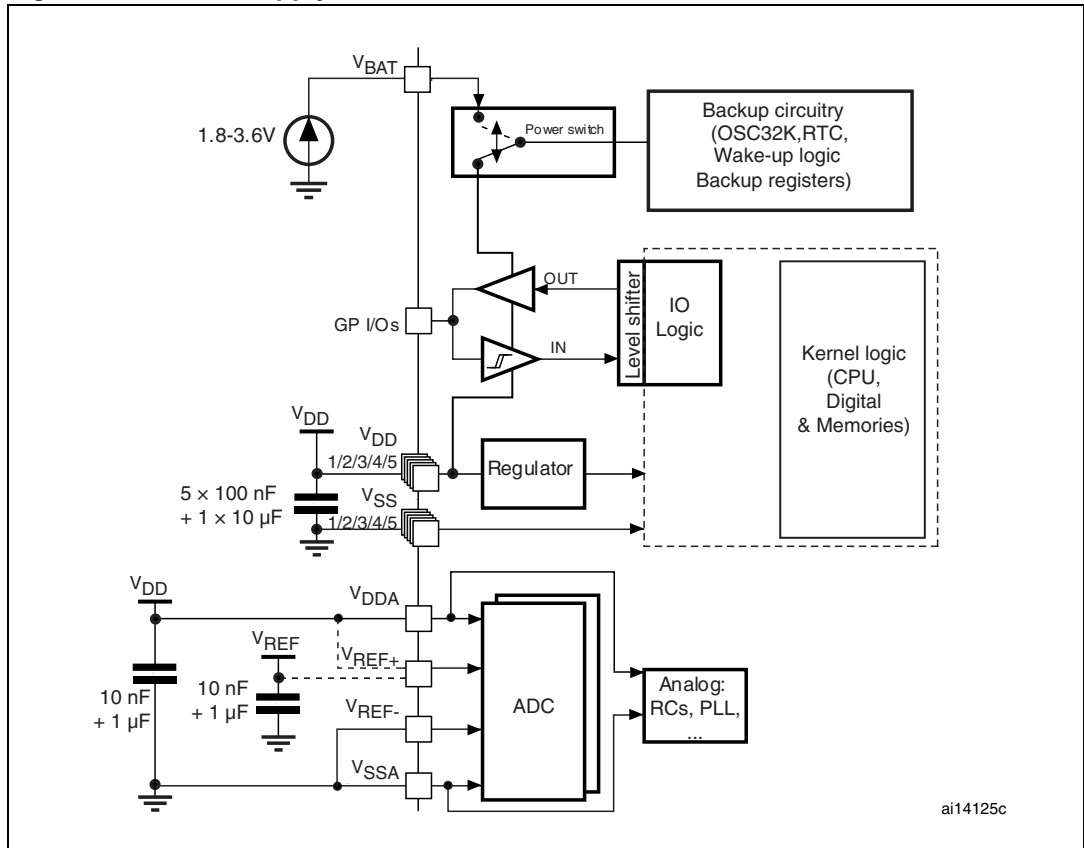 VBAT
1.8-3.6V
Power switch
Backup circuitry
(OSC32K,RTC,
Wake-up logic
Backup registers)
OUT
GP I/Os
IN
Level shifter
IO
Logic
Kernel logic
(CPU,
Digital
& Memories)
VDD
VDD
1/2/3/4/5
Regulator
5 × 100 nF
+ 1 × 10 µF
VSS
1/2/3/4/5
VDD
VDDA
VREF
VREF+
10 nF
+ 1 µF
10 nF
+ 1 µF
VREF-
ADC
Analog:
RCs, PLL,
...
VSSA
ai14125c